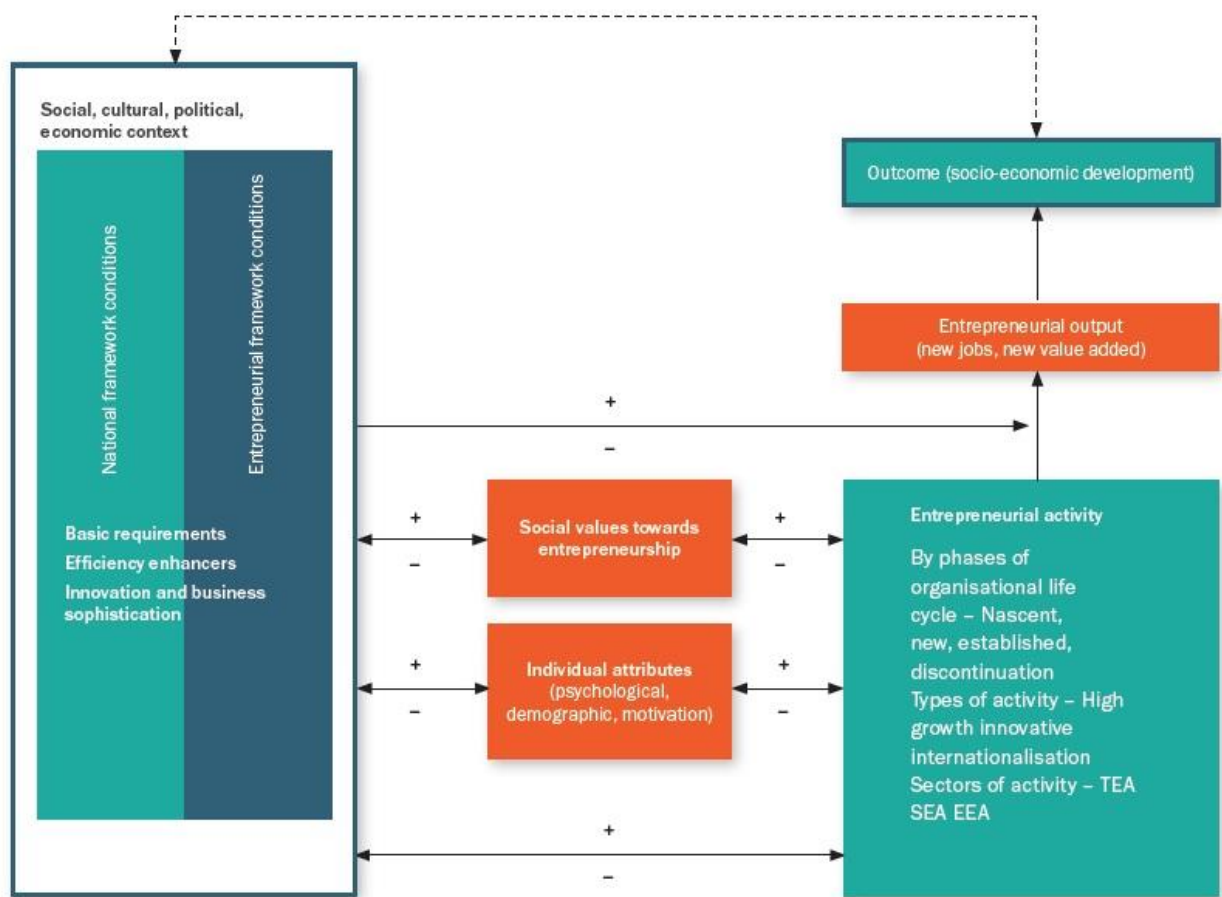 Social, cultural, political,
economic context
National framework conditions
Entrepreneurial framework conditions
Basic requirements
Efficiency enhancers
Innovation and business
sophistication
Outcome (socio-economic development)
Entrepreneurial output
(new jobs, new value added)
+
–
+
Social values towards
entrepreneurship
+
–
–
+
Individual attributes
(psychological,
demographic, motivation)
+
–
–
+
–
Entrepreneurial activity
By phases of
organisational life
cycle – Nascent,
new, established,
discontinuation
Types of activity – High
growth innovative
internationalisation
Sectors of activity – TEA
SEA EEA